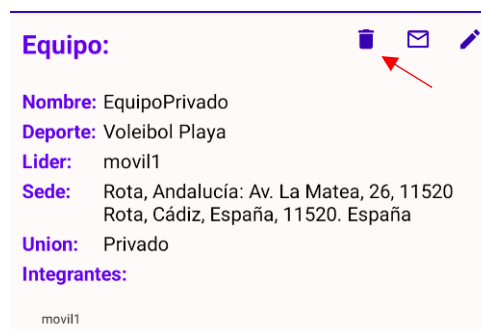 Equipo:
Nombre: EquipoPrivado
Deporte: Voleibol Playa
Lider: movil1
Sede: Rota, Andalucía: Av. La Matea, 26, 11520
Rota, Cádiz, España, 11520. España
Union: Privado
Integrantes:
movil1